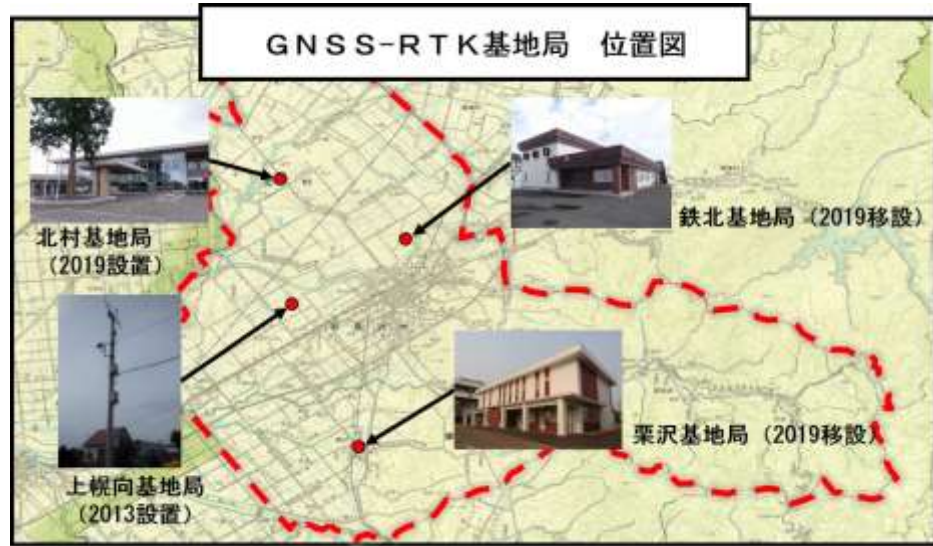 GNSS-RTK基地局　位置図
鉄北基地局（2019移設）
北村基地局
（2019設置）
栗沢基地局（2019移設）
上幌向基地局
（2013設置）